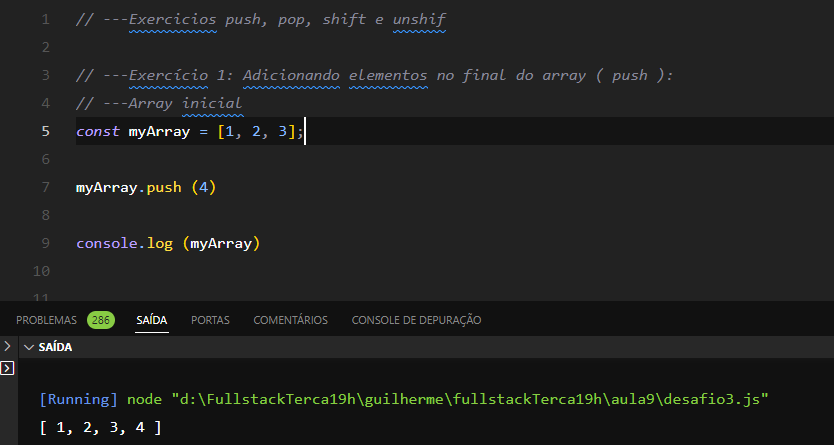 1 // ---Exercicios push, pop, shift e unshif
2
3 // ---Exercício 1: Adicionando elementos no final do array ( push ):
4 // ---Array inicial
5 const myArray = [1, 2, 3];
6
7 myArray.push (4)
8
9 console.log (myArray)
10
11
PROBLEMAS 286 SAÍDA PORTAS COMENTÁRIOS CONSOLE DE DEPURAÇÃO
SAÍDA
[Running] node "d:\FullstackTerca19h\guilherme\fullstackTerca19h\aula9\desafio3.js"
[ 1, 2, 3, 4 ]